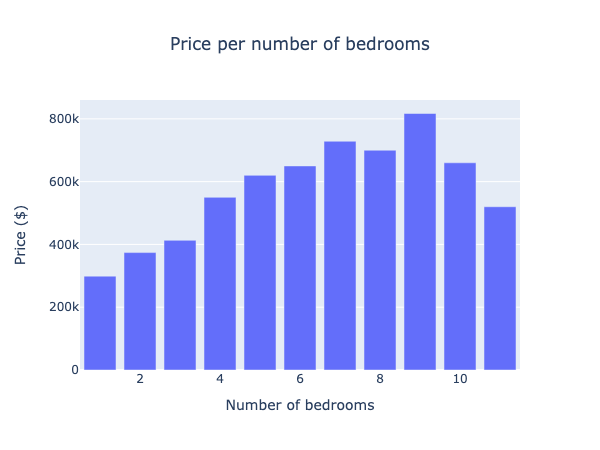 Price per number of bedrooms
800k
600k
400k
200k
0
Price ($)
2 4 6 8 10
Number of bedrooms